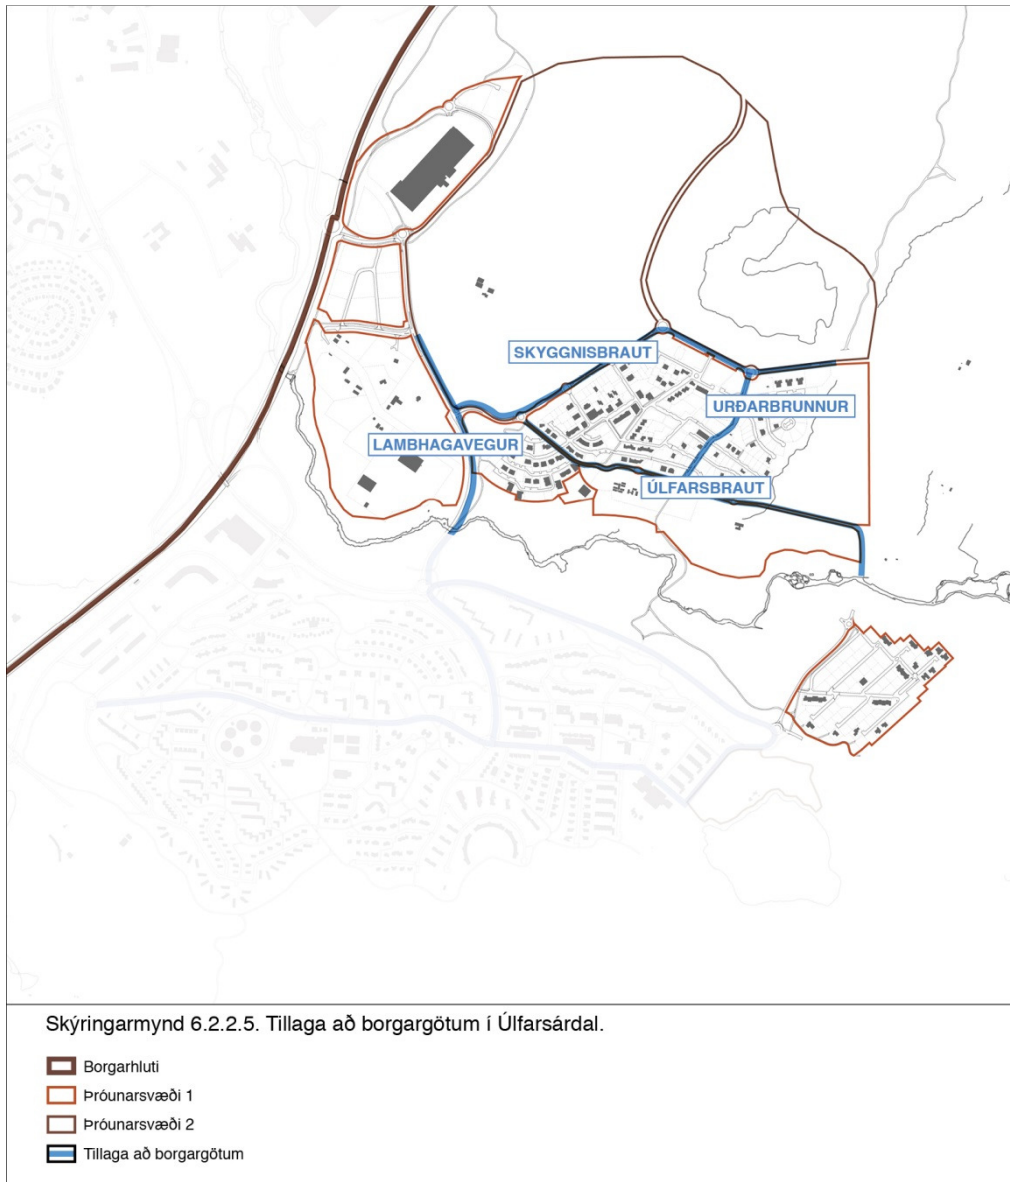 SKYGGNISBRAUT
URÐARBRUNNUR
LAMBHAGAVEGUR
ÚLFARSBRAUT
Skýringarmynd 6.2.2.5. Tillaga að borgargötum í Úlfarsárdal.
Borgarhluti
Þróunarsvæði 1
Þróunarsvæði 2
Tillaga að borgargötum